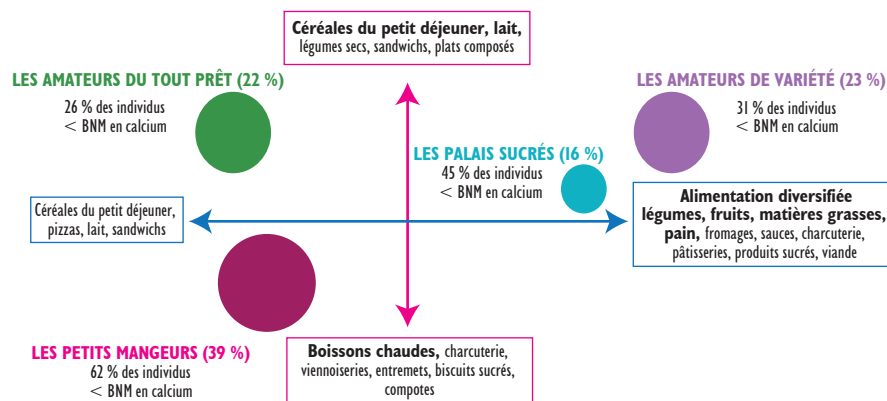 Céréales du petit déjeuner, lait,
légumes secs, sandwichs, plats composés
LES AMATEURS DU TOUT PRÊT (22 %)
26 % des individus
< BNM en calcium
LES AMATEURS DE VARIÉTÉ (23 %)
31 % des individus
< BNM en calcium
LES PALAIS SUCRÉS (16 %)
45 % des individus
< BNM en calcium
Céréales du petit déjeuner,
pizzas, lait, sandwichs
Alimentation diversifiée
légumes, fruits, matières grasses,
pain, fromages, sauces, charcuterie,
pâtisseries, produits sucrés, viande
LES PETITS MANGEURS (39 %)
62 % des individus
< BNM en calcium
Boissons chaudes, charcuterie,
viennoiseries, entremets, biscuits sucrés,
compotes